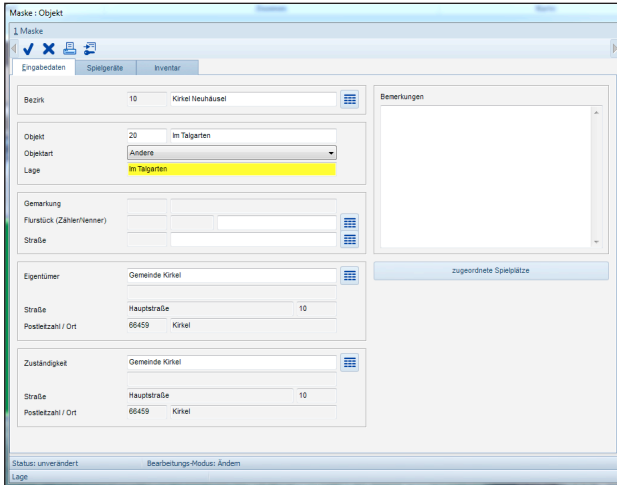 Maske : Objekt
1 Maske
Eingabedaten Spielgeräte Inventar
Bezirk 10 Kirkel Neuhäusel
Bemerkungen
Objekt 20 Im Talgarten
Objektart Andere
Lage Im Talgarten
Gemarkung
Flurstück (Zähler/Nenner)
Straße
Eigentümer Gemeinde Kirkel
zugeordnete Spielplätze
Straße Hauptstraße 10
Postleitzahl / Ort 66459 Kirkel
Zuständigkeit Gemeinde Kirkel
Straße Hauptstraße 10
Postleitzahl / Ort 66459 Kirkel
Status: unverändert Bearbeitungs-Modus: Ändern
Lage